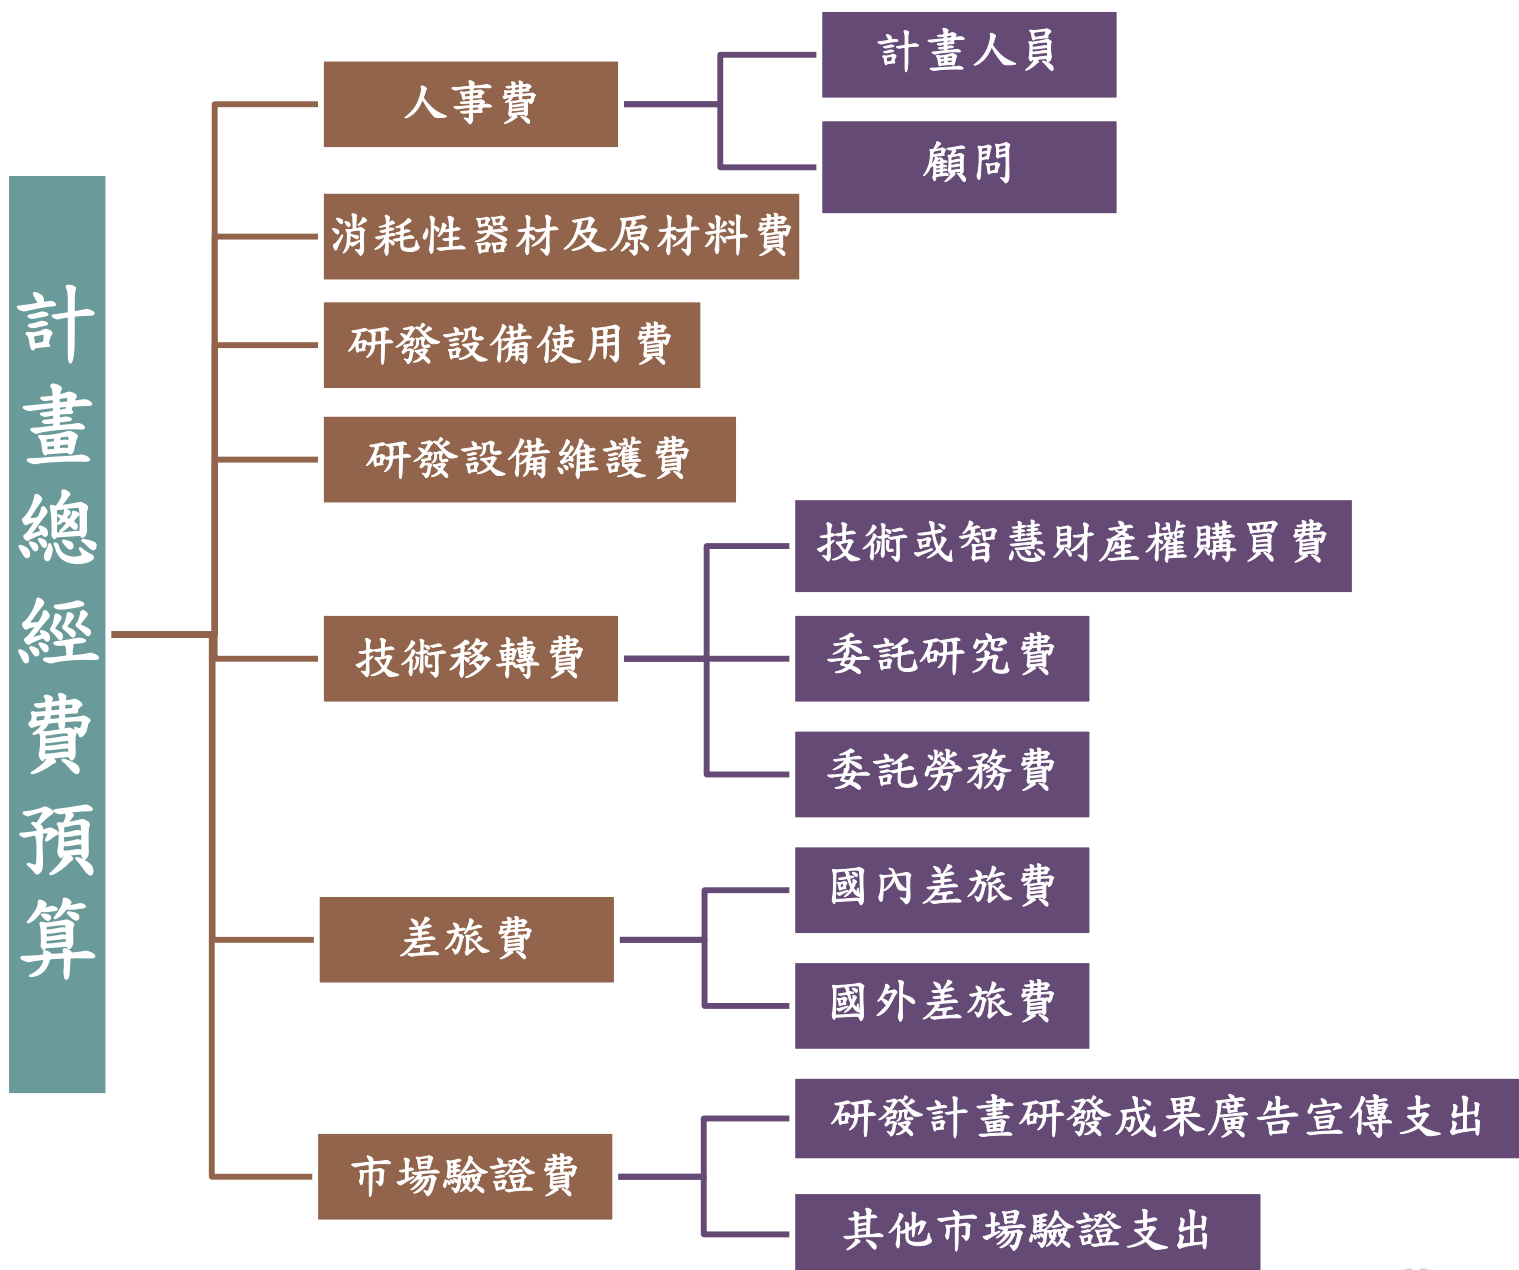 計畫總經費預算
人事費
計畫人員
顧問
消耗性器材及原材料費
研發設備使用費
研發設備維護費
技術移轉費
技術或智慧財產權購買費
委託研究費
委託勞務費
差旅費
國內差旅費
國外差旅費
市場驗證費
研發計畫研發成果廣告宣傳支出
其他市場驗證支出